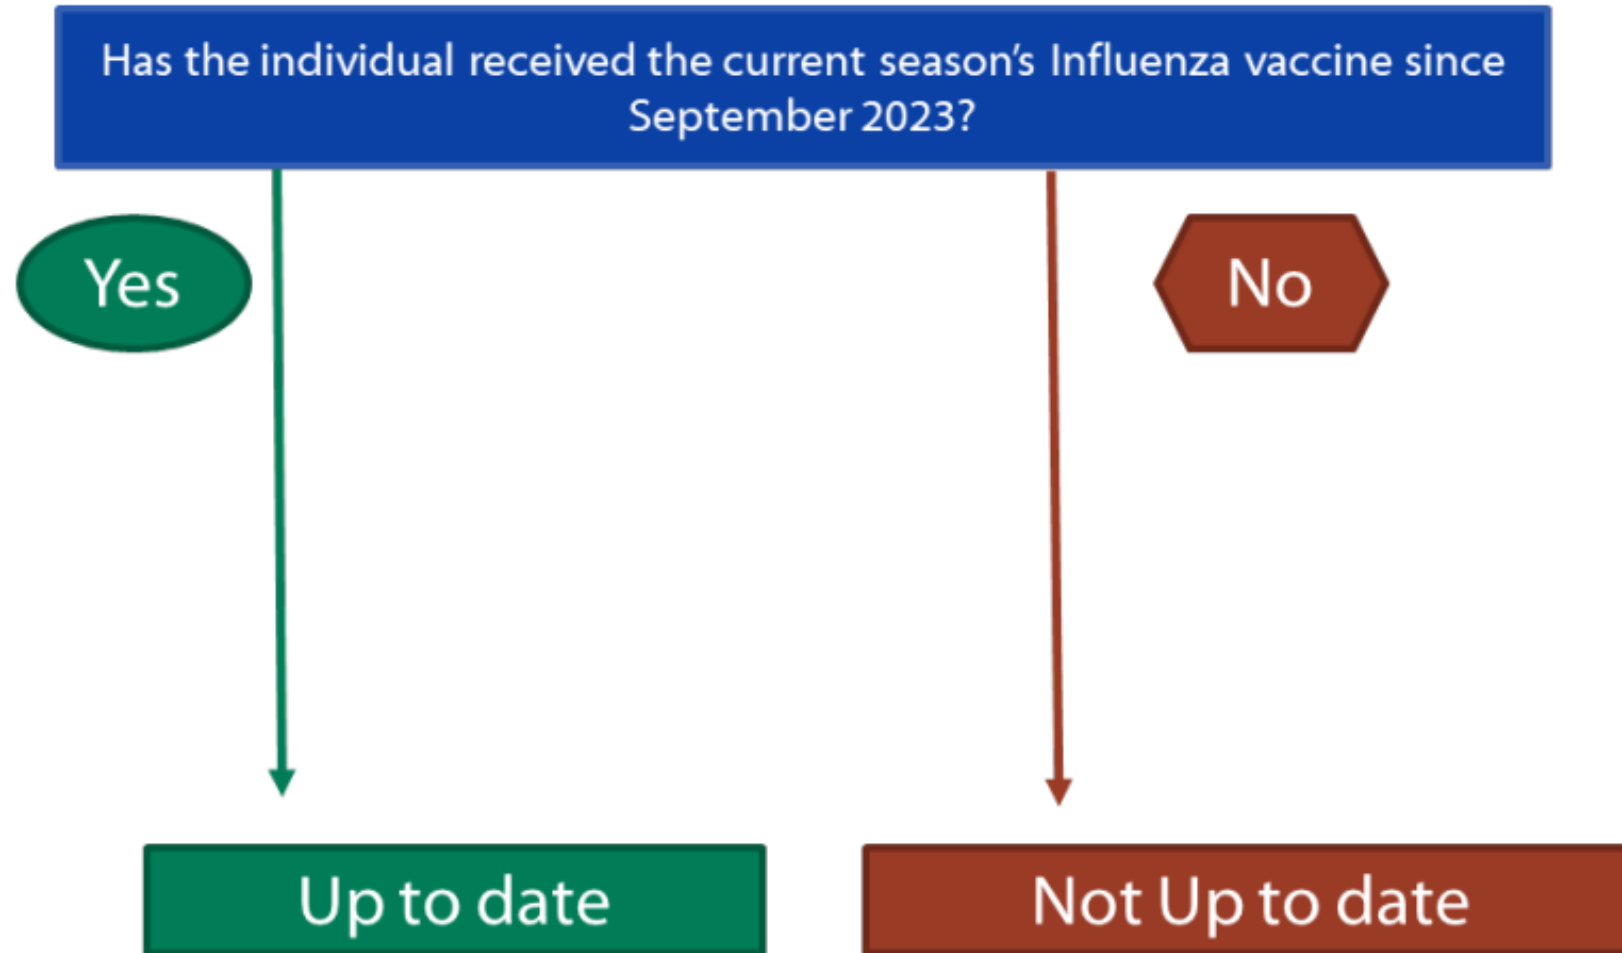 Has the individual received the current season’s Influenza vaccine since
September 2023?
Yes
No
Up to date
Not Up to date